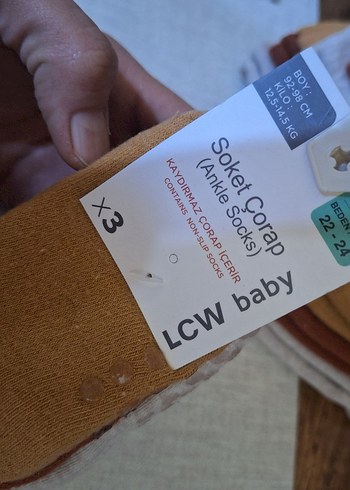 BOY :
92-98 CM
KİLO :
12,5-14,5 KG
Soket Çorap
(Ankle Socks)
KAYDIRMAZ ÇORAP İÇERİR
CONTAINS NON-SLIP SOCKS
x3
BEDEN
22 - 24
LCW baby